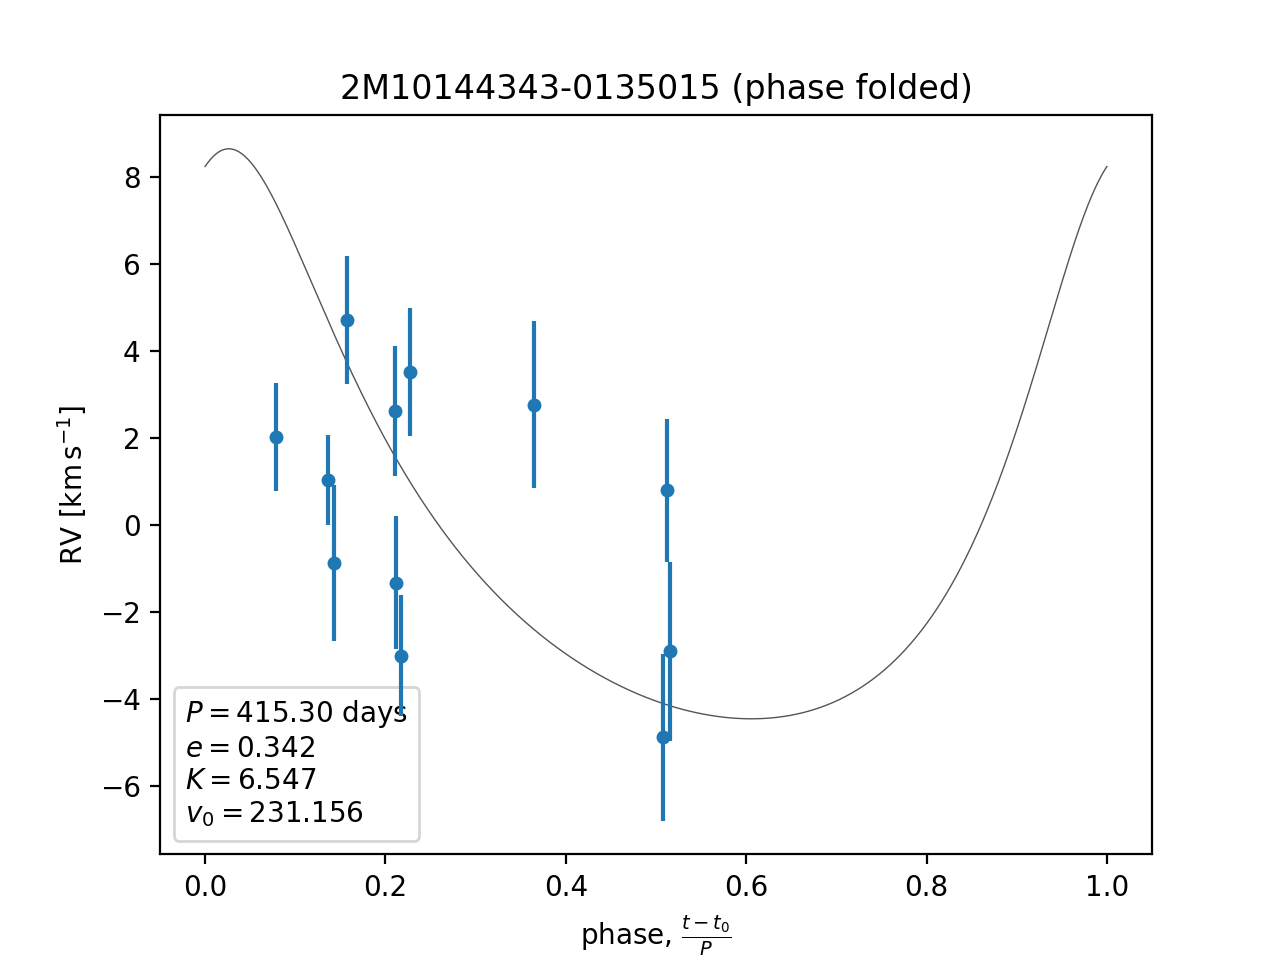 2M10144343-0135015 (phase folded)
8
6
4
2
0
−2
−4
−6
RV [km s⁻¹]
P = 415.30 days
e = 0.342
K = 6.547
v₀ = 231.156
0.0 0.2 0.4 0.6 0.8 1.0
phase, (t − t₀)/P